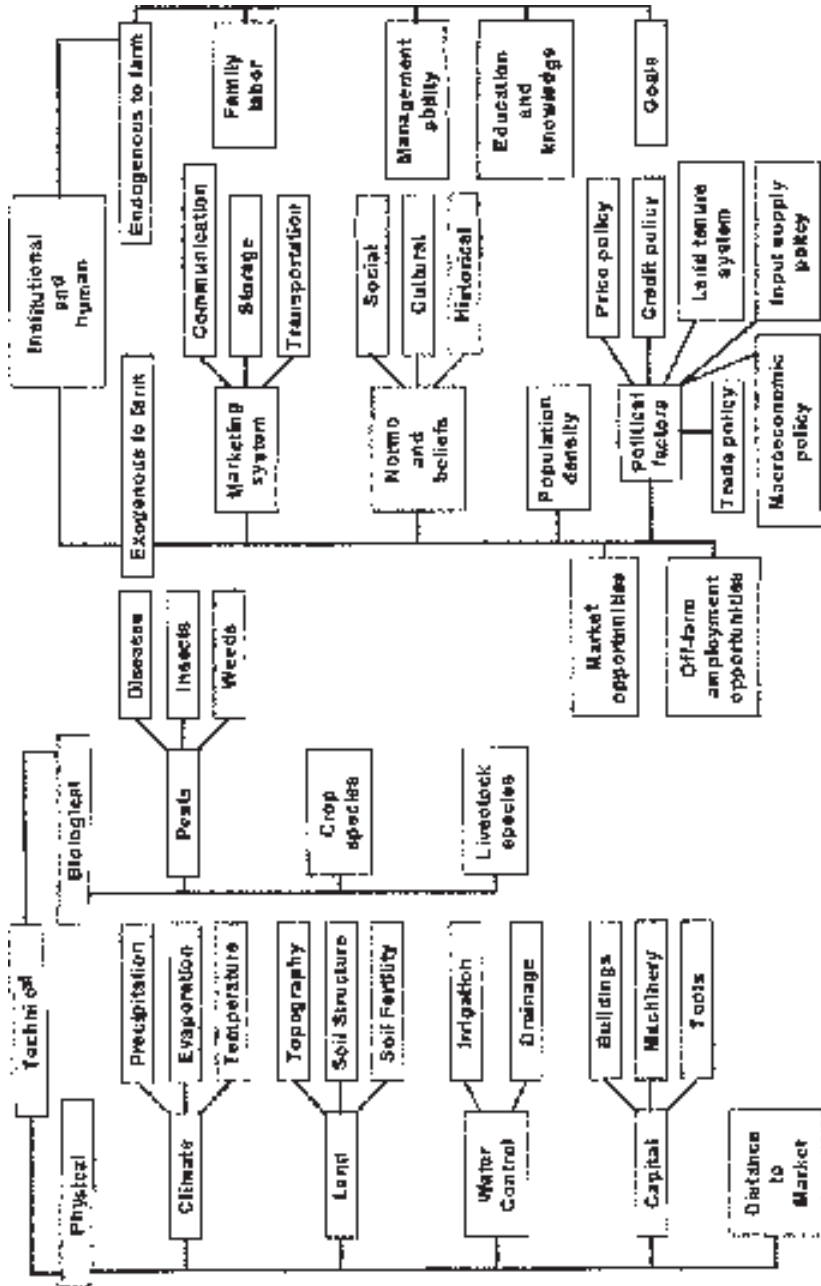 Technical
Physical
Climate
Precipitation
Evaporation
Temperature
Land
Topography
Soil Structure
Soil Fertility
Water
Control
Irrigation
Drainage
Capital
Buildings
Machinery
Tools
Distance
to
Market
Biological
Pests
Disease
Insects
Weeds
Crop
species
Livestock
species
Institutional
and
human
Exogenous to farm
Marketing
system
Communication
Storage
Transportation
Norms
and
beliefs
Social
Cultural
Historical
Population
density
Political
factors
Price policy
Credit policy
Land tenure
system
Input supply
policy
Macroeconomic
policy
Trade policy
Market
opportunities
Off-farm
employment
opportunities
Endogenous to farm
Family
labor
Management
ability
Education
and
knowledge
Goals